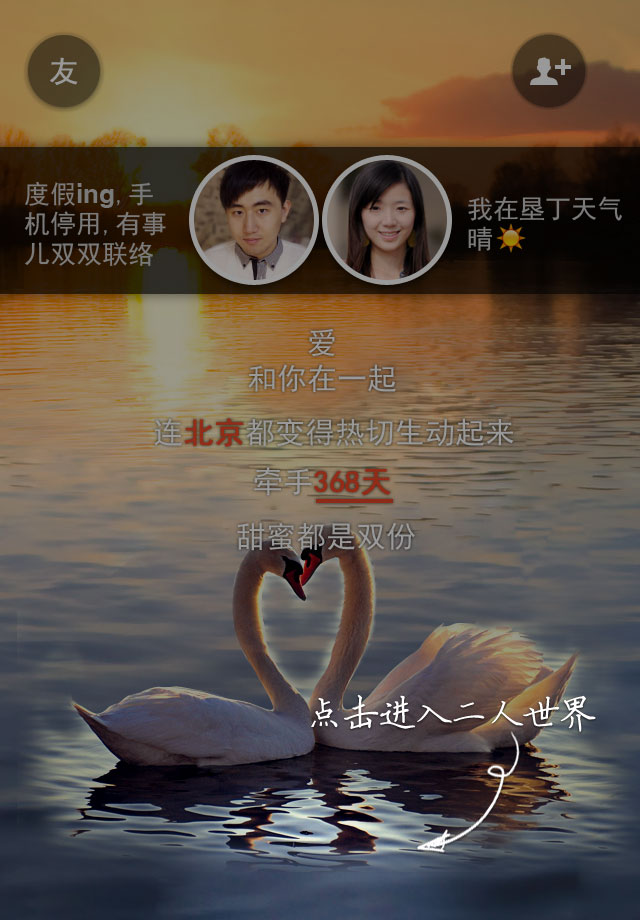 友
度假ing, 手
机停用, 有事
儿双双联络
我在垦丁天气
晴☀️
爱
和你在一起
连北京都变得热切生动起来
牵手368天
甜蜜都是双份
点击进入二人世界